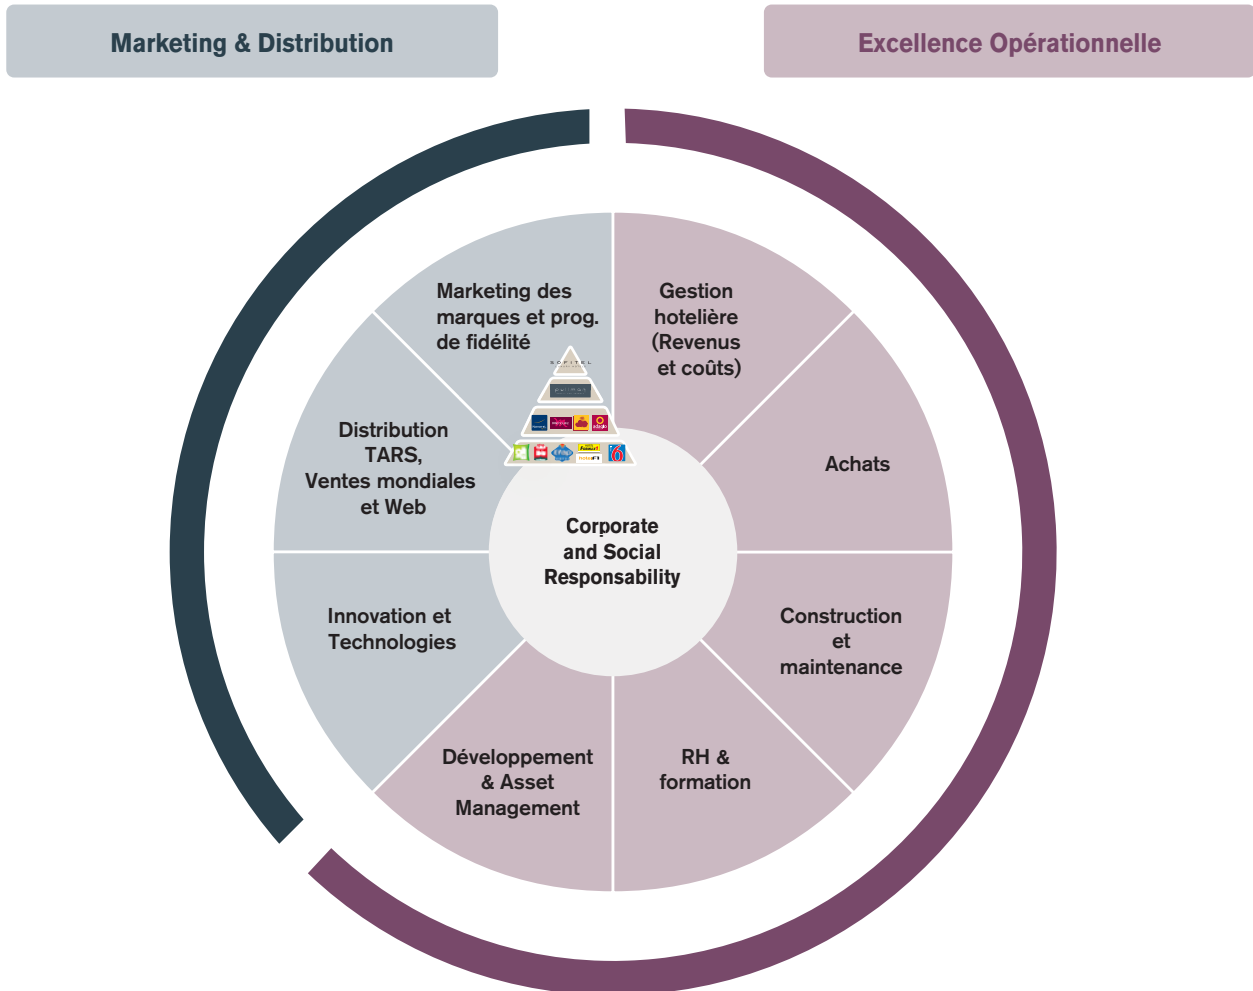 Marketing & Distribution
Excellence Opérationnelle
Marketing des
marques et prog.
de fidélité
Gestion
hotelière
(Revenus
et coûts)
SOFITEL
Distribution
TARS,
Ventes mondiales
et Web
Achats
Corporate
and Social
Responsability
Innovation et
Technologies
Construction
et
maintenance
Développement
& Asset
Management
RH &
formation